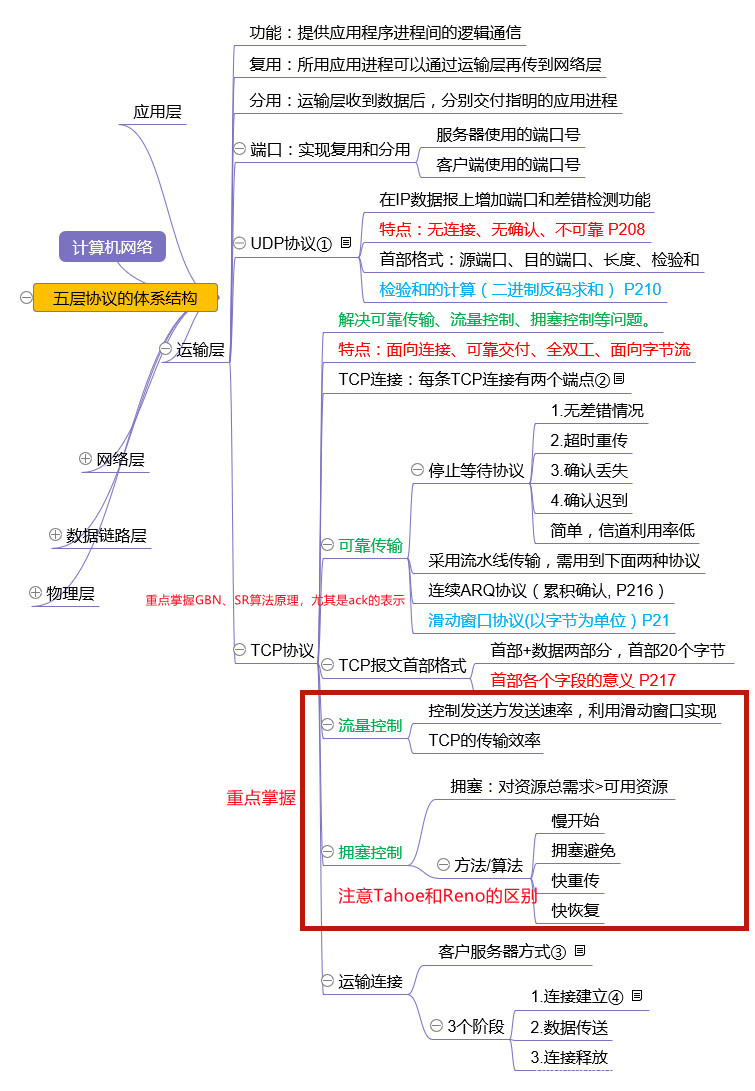 计算机网络
五层协议的体系结构
应用层
运输层
功能：提供应用程序进程间的逻辑通信
复用：所用应用进程可以通过运输层再传到网络层
分用：运输层收到数据后，分别交付指明的应用进程
端口：实现复用和分用
服务器使用的端口号
客户端使用的端口号
UDP协议①
在IP数据报上增加端口和差错检测功能
特点：无连接、无确认、不可靠 P208
首部格式：源端口、目的端口、长度、检验和
检验和的计算（二进制反码求和） P210
TCP协议
解决可靠传输、流量控制、拥塞控制等问题。
特点：面向连接、可靠交付、全双工、面向字节流
TCP连接：每条TCP连接有两个端点②
可靠传输
停止等待协议
1.无差错情况
2.超时重传
3.确认丢失
4.确认迟到
简单，信道利用率低
采用流水线传输，需用到下面两种协议
连续ARQ协议（累积确认, P216）
滑动窗口协议(以字节为单位）P21
重点掌握GBN、SR算法原理，尤其是ack的表示
TCP报文首部格式
首部+数据两部分，首部20个字节
首部各个字段的意义 P217
重点掌握
流量控制
控制发送方发送速率，利用滑动窗口实现
TCP的传输效率
拥塞控制
拥塞：对资源总需求>可用资源
方法/算法
慢开始
拥塞避免
快重传
快恢复
注意Tahoe和Reno的区别
运输连接
客户服务器方式③
3个阶段
1.连接建立④
2.数据传送
3.连接释放
网络层
数据链路层
物理层